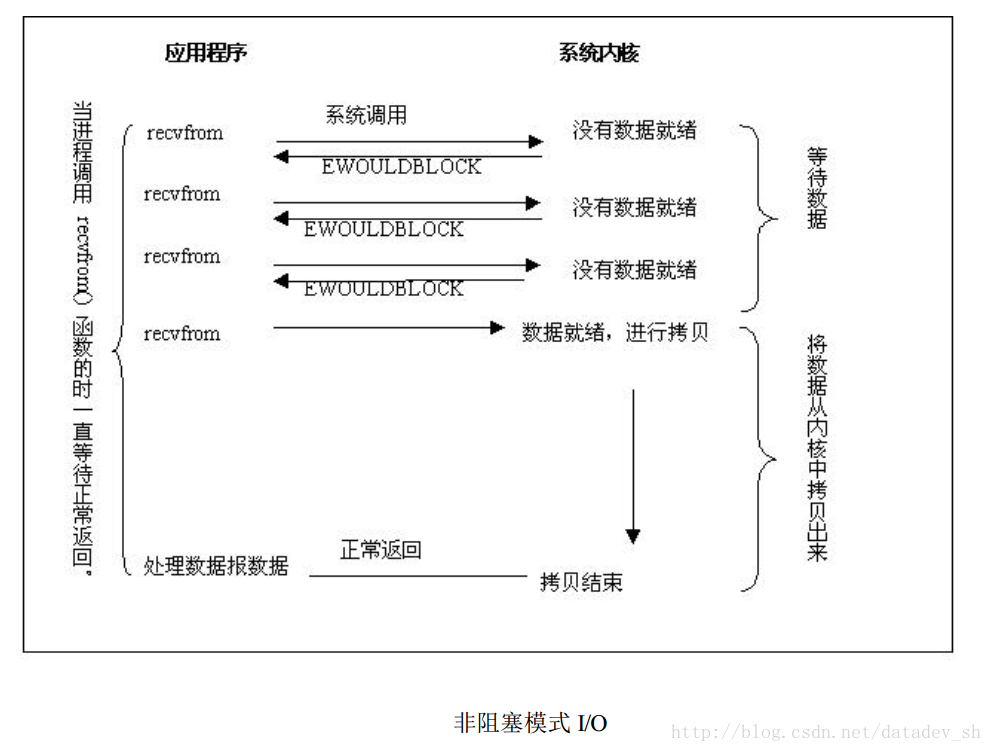 应用程序
系统内核
当进程调用 recvfrom() 函数的时一直等待正常返回。
recvfrom
系统调用
没有数据就绪
EWOULDBLOCK
recvfrom
没有数据就绪
EWOULDBLOCK
recvfrom
没有数据就绪
EWOULDBLOCK
等待数据
recvfrom
数据就绪，进行拷贝
将数据从内核中拷贝出来
处理数据报数据
正常返回
拷贝结束
非阻塞模式 I/O
http://blog.csdn.net/datadev_sh